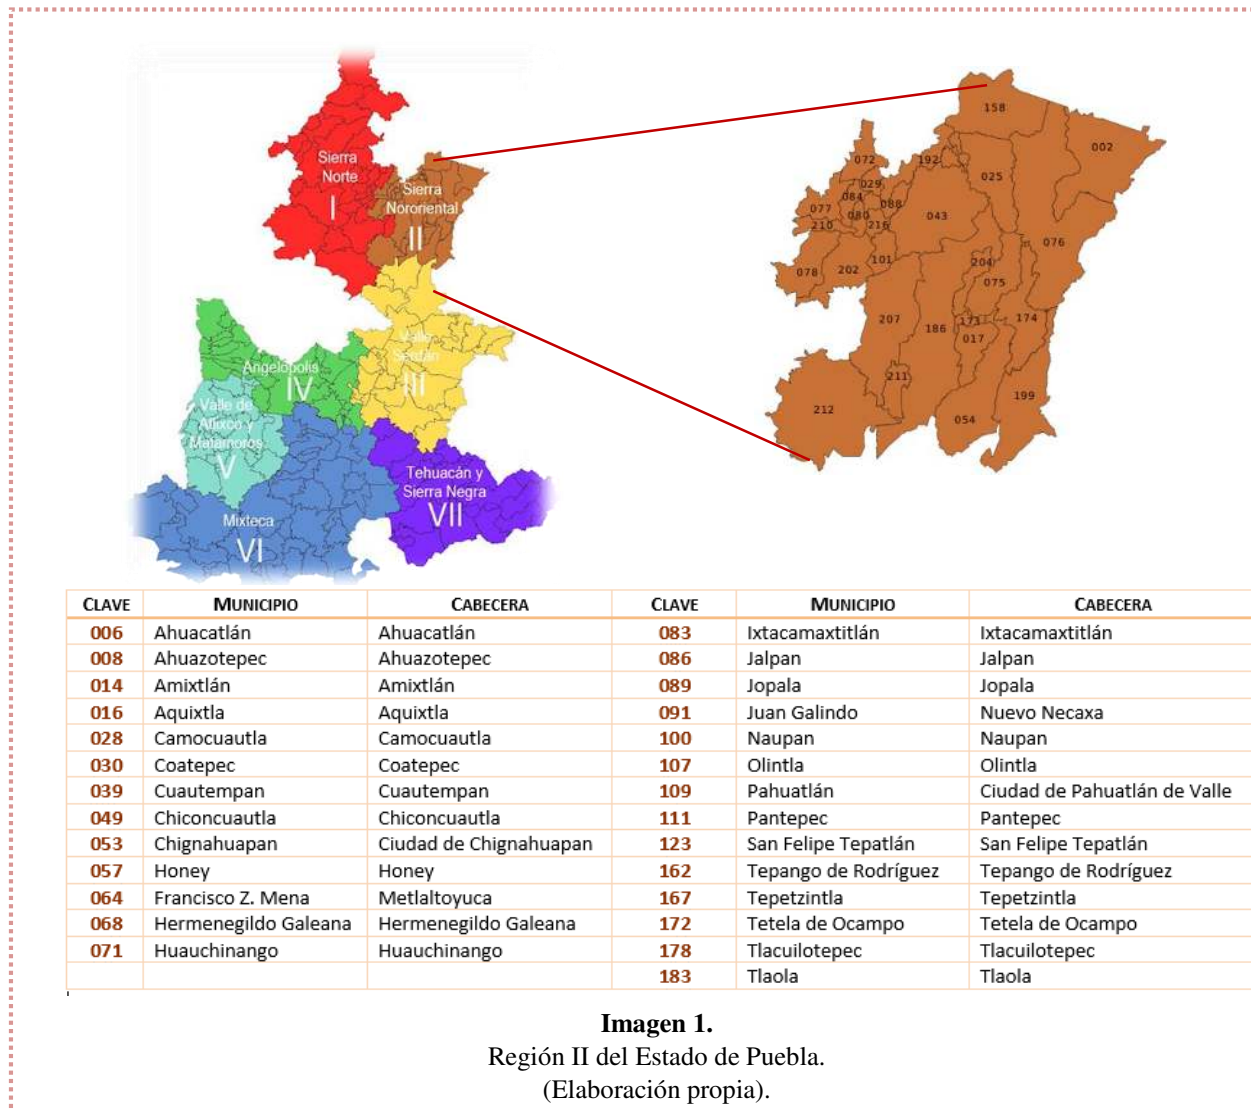 Sierra
Norte
I
Sierra
Nororiental
II
Valle
Serdán
III
Angelópolis
IV
Valle de
Atlixco y
Matamoros
V
Mixteca
VI
Tehuacán y
Sierra Negra
VII
158
002
072
192
025
029
084
088
077
080
043
210
216
076
101
204
078
202
075
207
186
173
174
017
211
199
212
054
CLAVE MUNICIPIO CABECERA CLAVE MUNICIPIO CABECERA
006 Ahuacatlán Ahuacatlán 083 Ixtacamaxtitlán Ixtacamaxtitlán
008 Ahuazotepec Ahuazotepec 086 Jalpan Jalpan
014 Amixtlán Amixtlán 089 Jopala Jopala
016 Aquixtla Aquixtla 091 Juan Galindo Nuevo Necaxa
028 Camocuautla Camocuautla 100 Naupan Naupan
030 Coatepec Coatepec 107 Olintla Olintla
039 Cuautempan Cuautempan 109 Pahuatlán Ciudad de Pahuatlán de Valle
049 Chiconcuautla Chiconcuautla 111 Pantepec Pantepec
053 Chignahuapan Ciudad de Chignahuapan 123 San Felipe Tepatlán San Felipe Tepatlán
057 Honey Honey 162 Tepango de Rodríguez Tepango de Rodríguez
064 Francisco Z. Mena Metlaltoyuca 167 Tepetzintla Tepetzintla
068 Hermenegildo Galeana Hermenegildo Galeana 172 Tetela de Ocampo Tetela de Ocampo
071 Huauchinango Huauchinango 178 Tlacuilotepec Tlacuilotepec
183 Tlaola Tlaola
Imagen 1.
Región II del Estado de Puebla.
(Elaboración propia).